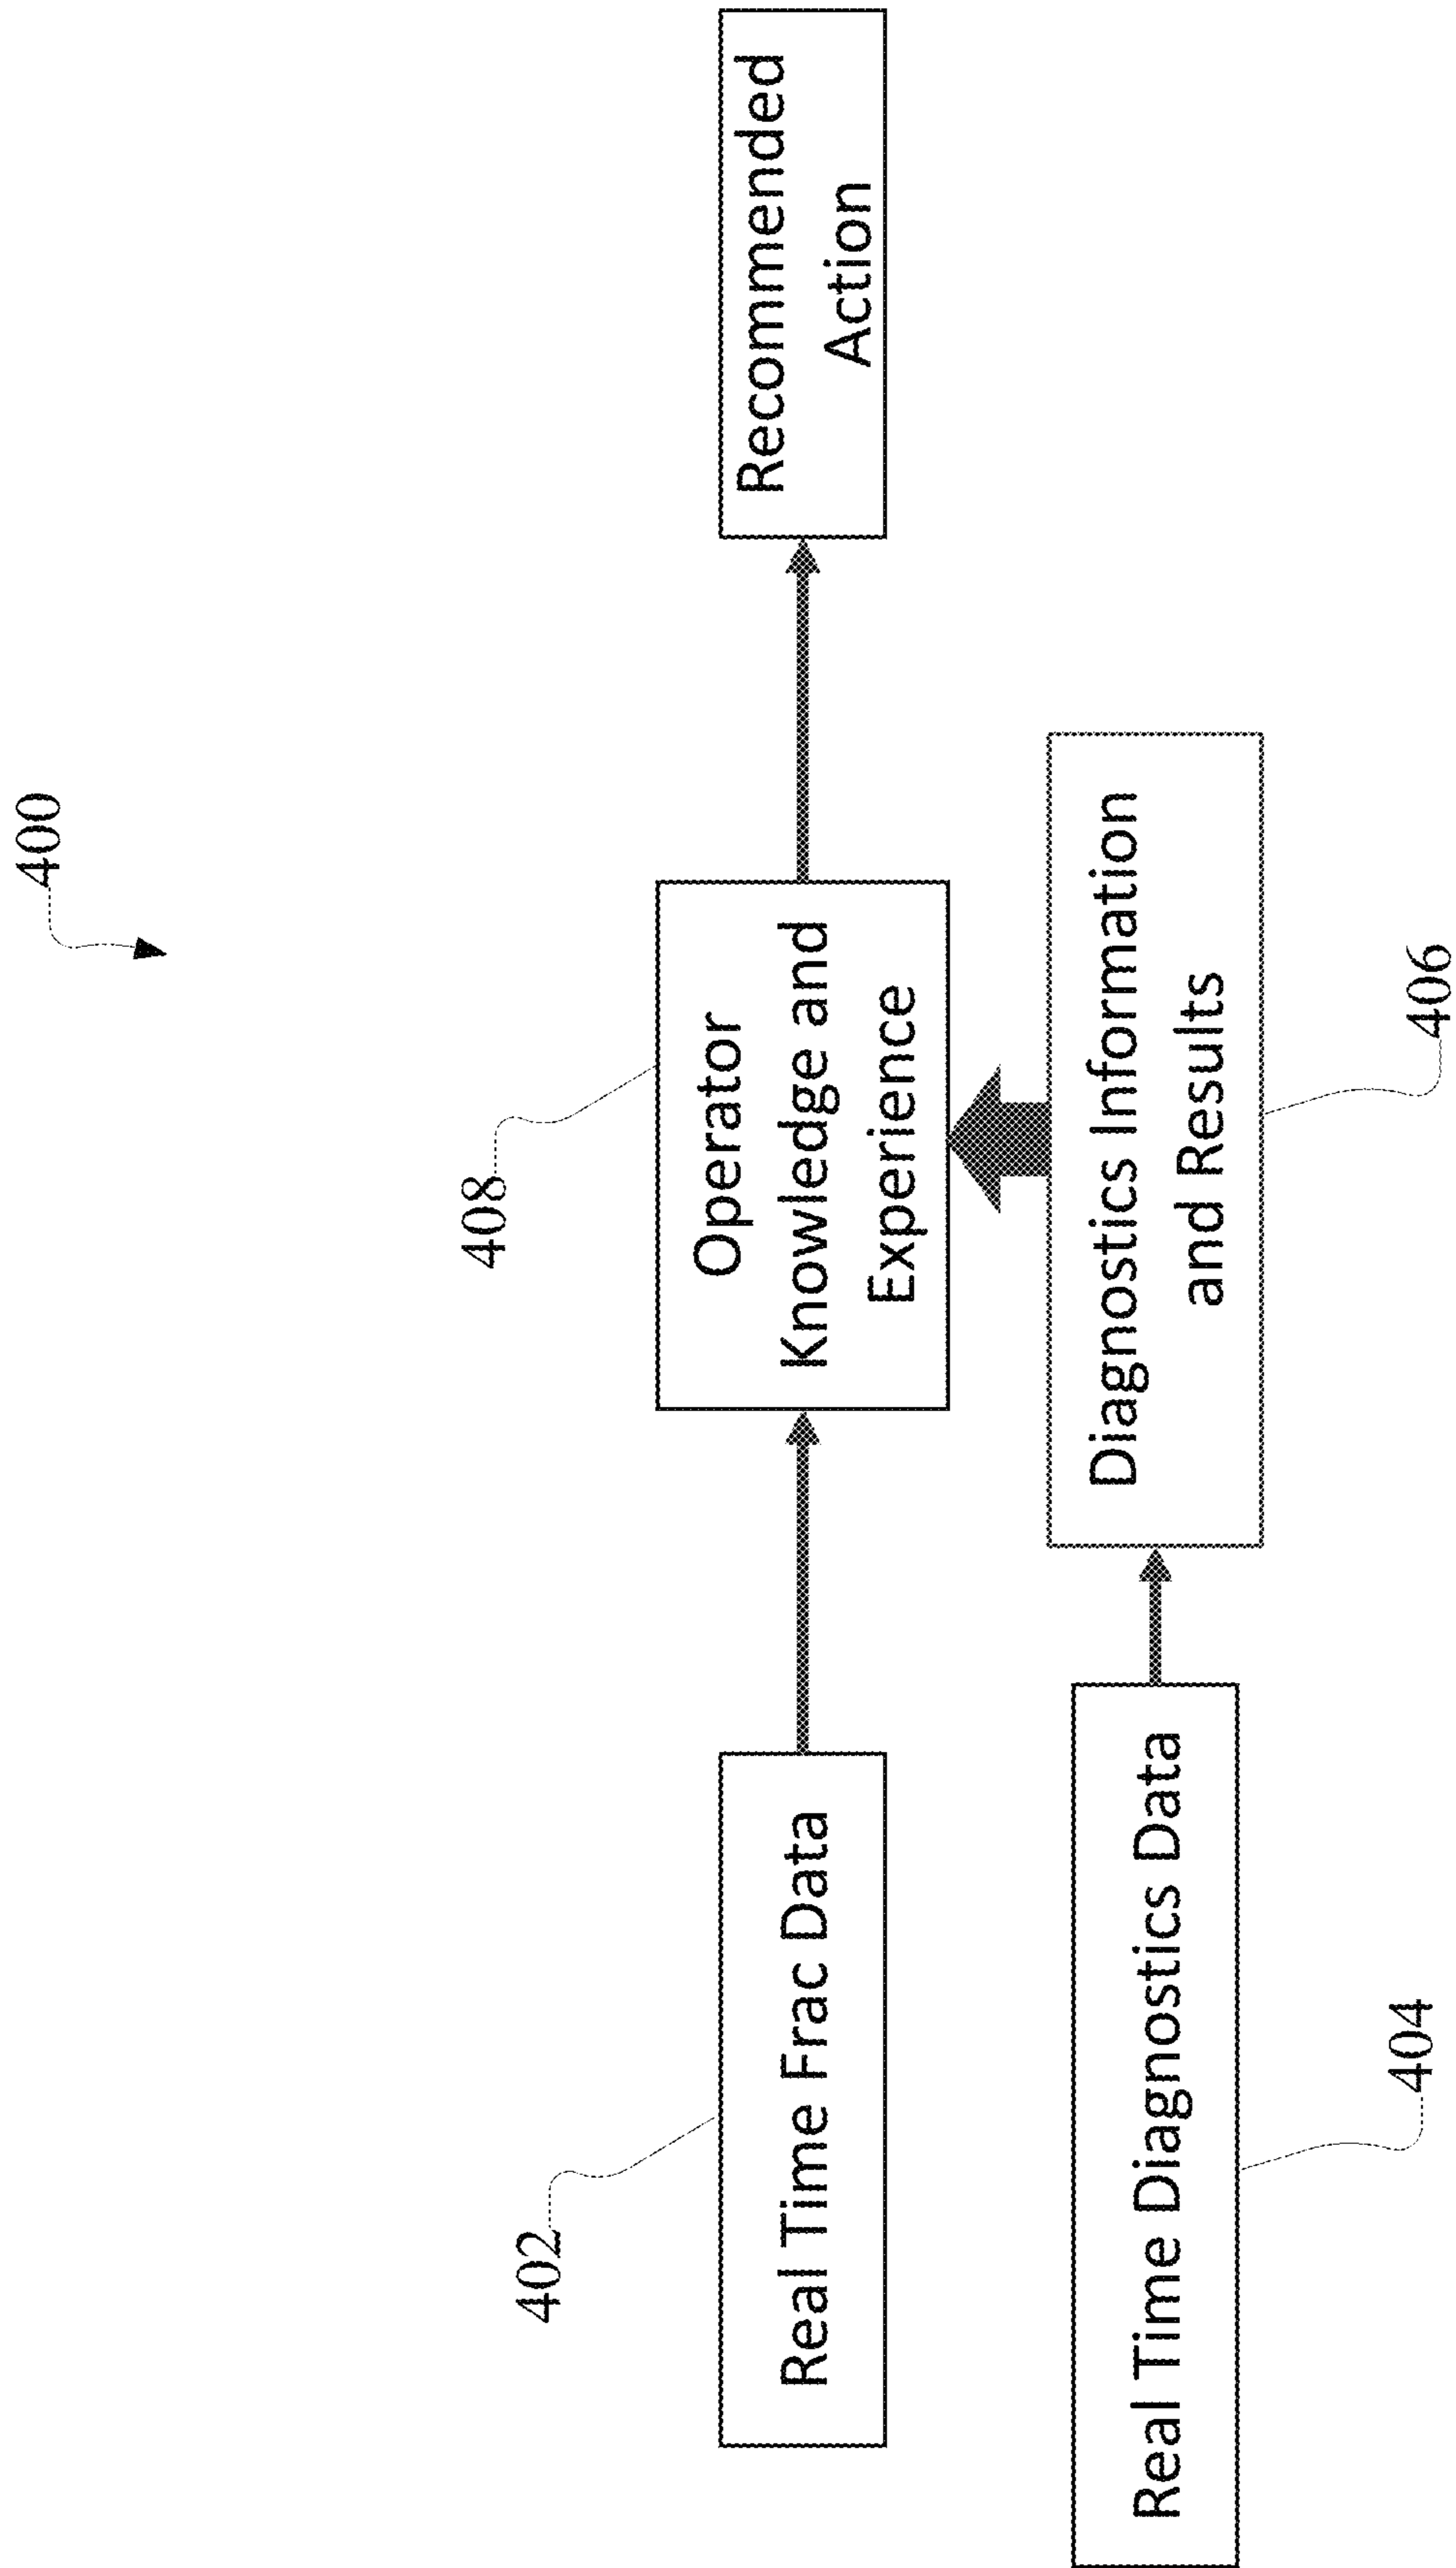 400
408
402
Real Time Frac Data
Operator
Knowledge and
Experience
Recommended
Action
Real Time Diagnostics Data
Diagnostics Information
and Results
404
406